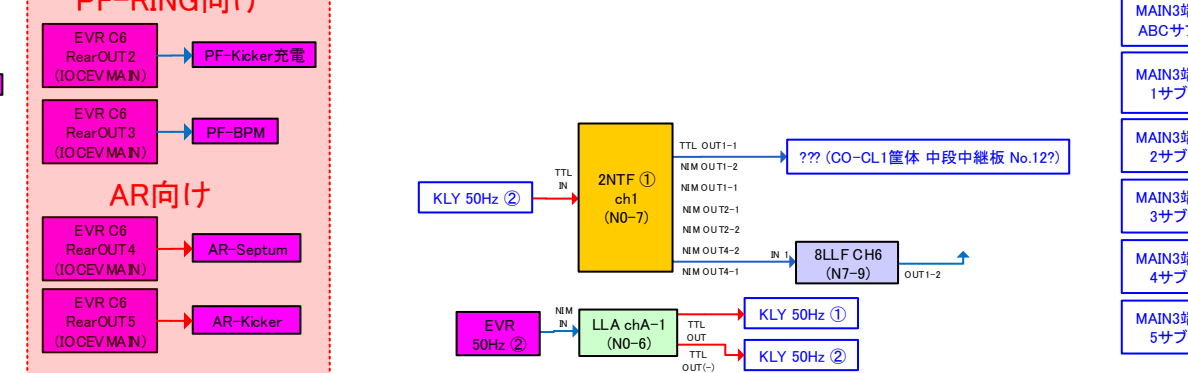 PF-RING向け
EVR C6
RearOUT2
(IOCEVMAIN)
PF-Kicker充電
EVR C6
RearOUT3
(IOCEVMAIN)
PF-BPM
AR向け
EVR C6
RearOUT4
(IOCEVMAIN)
AR-Septum
EVR C6
RearOUT5
(IOCEVMAIN)
AR-Kicker
KLY 50Hz ②
TTL
IN
2NTF ①
ch1
(N0-7)
TTL OUT1-1
NIM OUT1-2
NIM OUT1-1
NIM OUT2-1
NIM OUT2-2
NIM OUT4-2
NIM OUT4-1
??? (CO-CL1筐体 中段中継板 No.12?)
IN 1
8LLF CH6
(N7-9)
OUT1-2
EVR
50Hz ②
NIM
IN
LLA chA-1
(N0-6)
TTL
OUT
TTL
OUT(-)
KLY 50Hz ①
KLY 50Hz ②
MAIN3端
ABCサブ
MAIN3端
1サブ
MAIN3端
2サブ
MAIN3端
3サブ
MAIN3端
4サブ
MAIN3端
5サブ